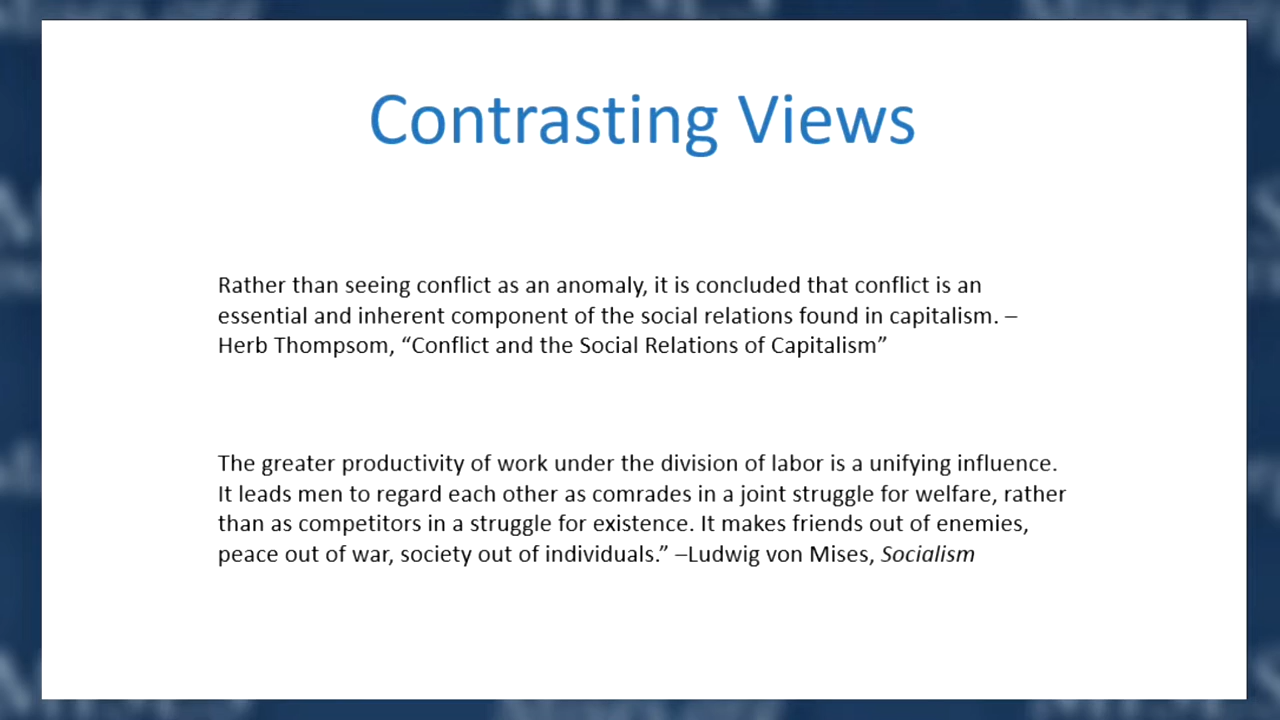 Contrasting Views
Rather than seeing conflict as an anomaly, it is concluded that conflict is an
essential and inherent component of the social relations found in capitalism. –
Herb Thompsom, “Conflict and the Social Relations of Capitalism”
The greater productivity of work under the division of labor is a unifying influence.
It leads men to regard each other as comrades in a joint struggle for welfare, rather
than as competitors in a struggle for existence. It makes friends out of enemies,
peace out of war, society out of individuals.” –Ludwig von Mises, Socialism